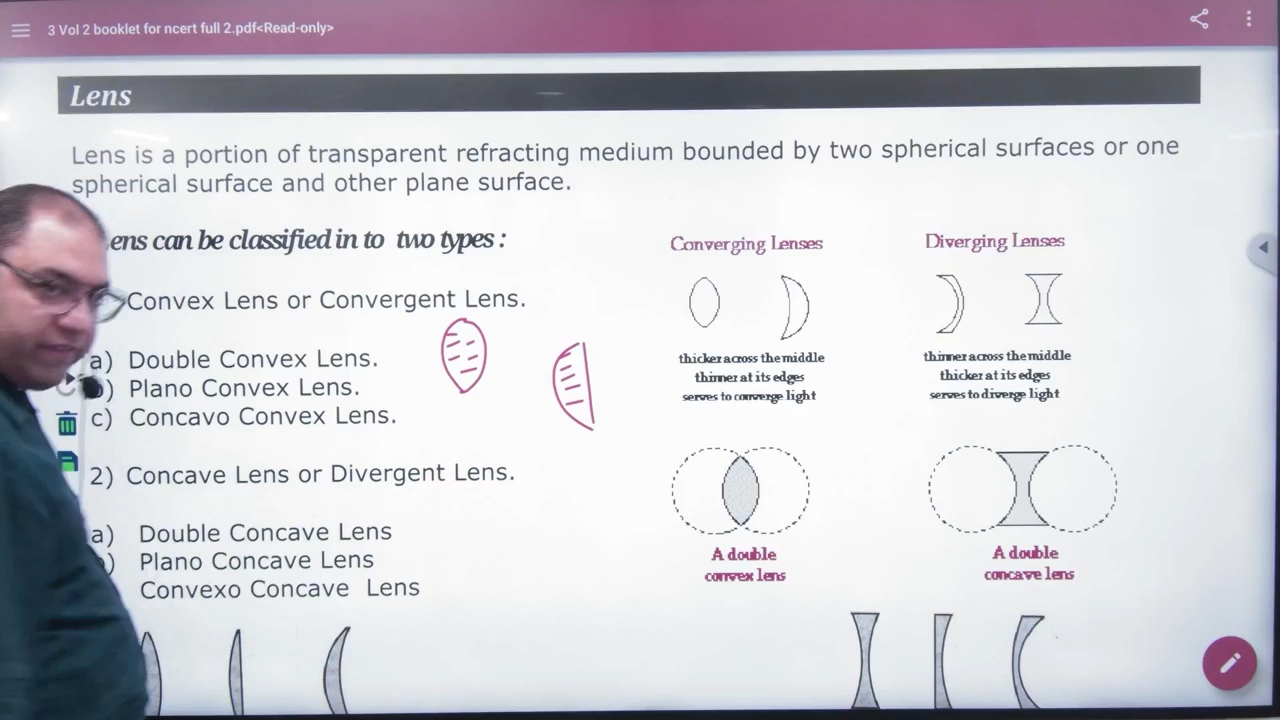 3 Vol 2 booklet for ncert full 2.pdf<Read-only>
Lens
Lens is a portion of transparent refracting medium bounded by two spherical surfaces or one
spherical surface and other plane surface.
ens can be classified in to two types :
Convex Lens or Convergent Lens.
a) Double Convex Lens.
) Plano Convex Lens.
c) Concavo Convex Lens.
2) Concave Lens or Divergent Lens.
a) Double Concave Lens
) Plano Concave Lens
Convexo Concave Lens
Converging Lenses
thicker across the middle
thinner at its edges
serves to converge light
A double
convex lens
Diverging Lenses
thinner across the middle
thicker at its edges
serves to diverge light
A double
concave lens